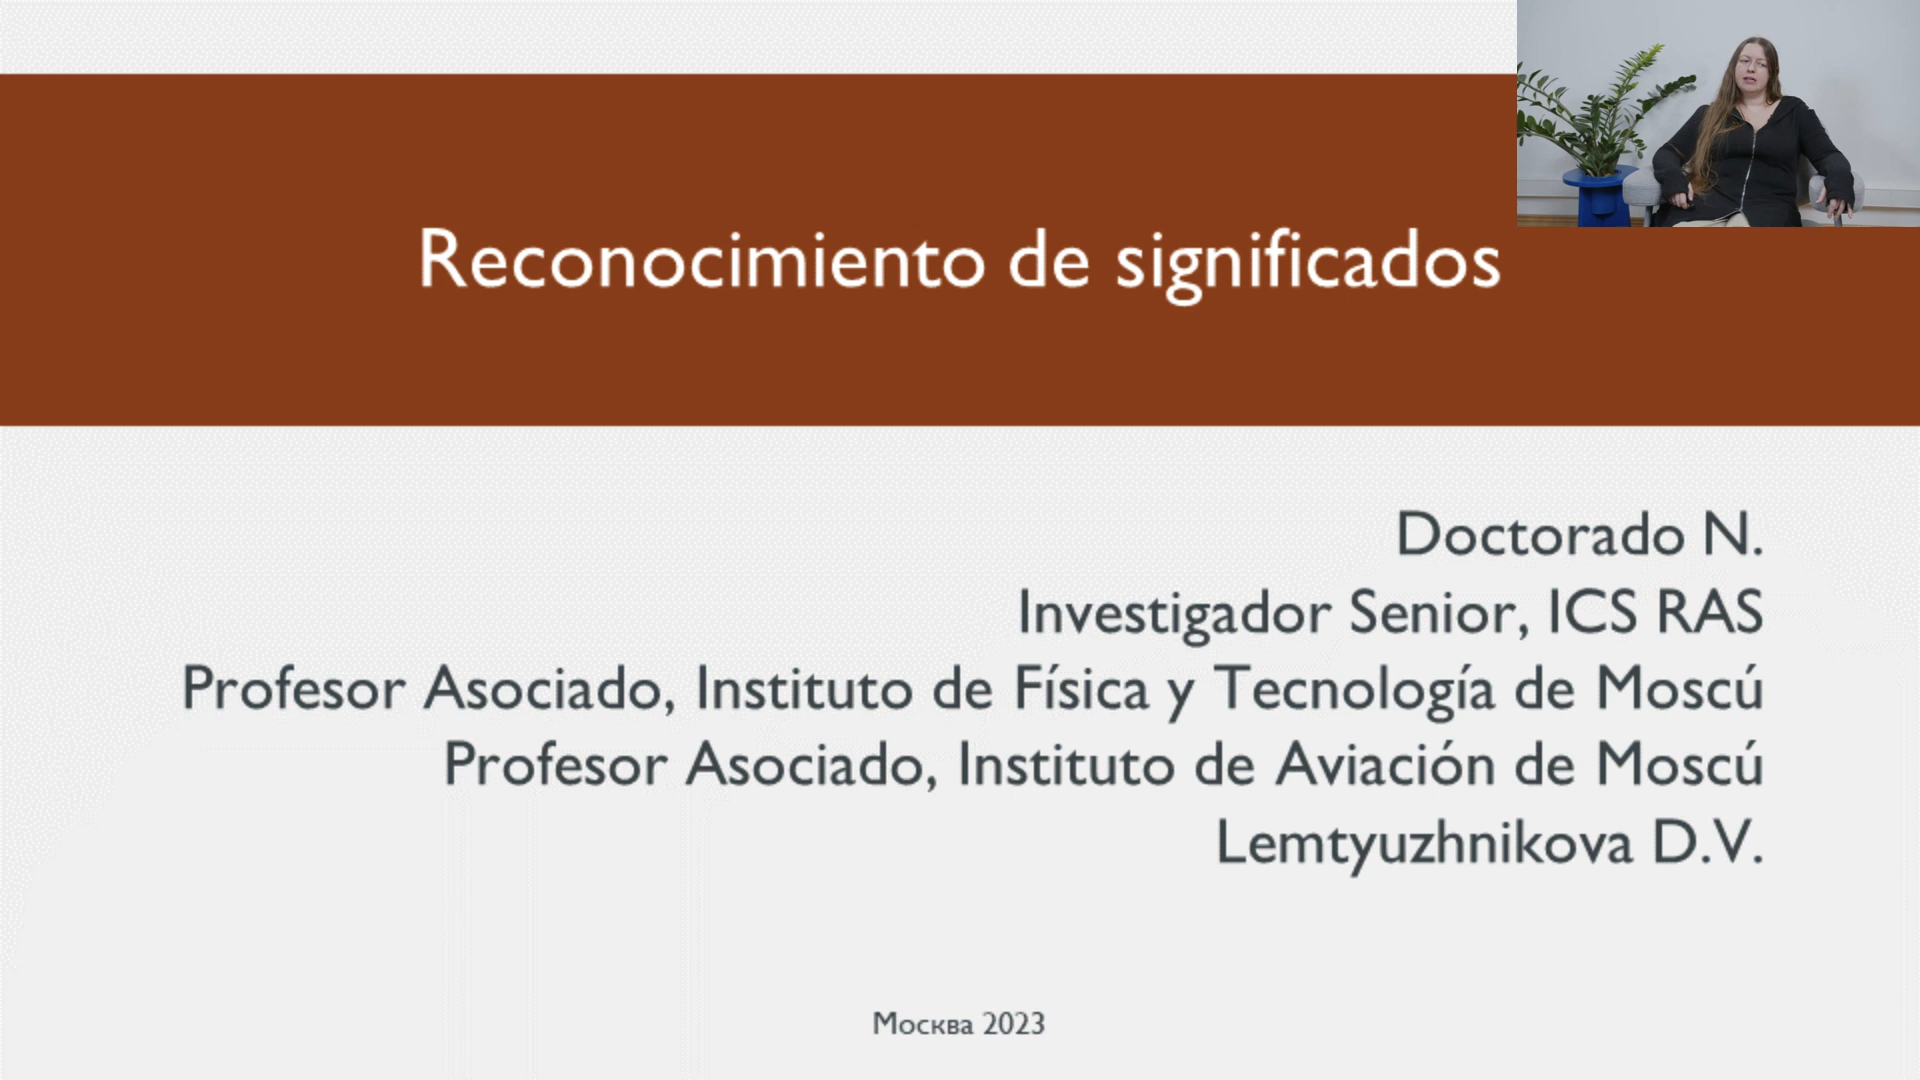 Reconocimiento de significados
Doctorado N.
Investigador Senior, ICS RAS
Profesor Asociado, Instituto de Física y Tecnología de Moscú
Profesor Asociado, Instituto de Aviación de Moscú
Lemtyuzhnikova D.V.
Москва 2023